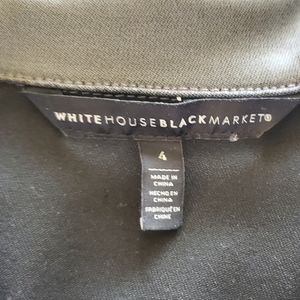 WHITEHOUSEBLACKMARKET®
4
MADE IN
CHINA
HECHO EN
CHINA
FABRIQUÉ EN
CHINE